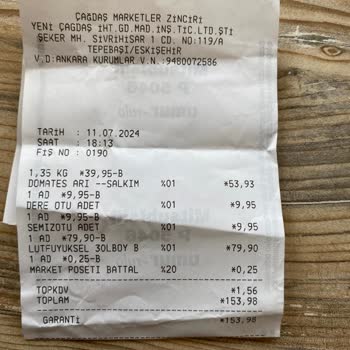 ÇAĞDAŞ MARKETLER ZİNCİRİ
YENİ ÇAĞDAŞ İHT.GD.MAD.İNŞ.TİC.LTD.ŞTİ
ŞEKER MH. SİVRİHİSAR 1 CD. NO:119/A
TEPEBAŞI/ESKİŞEHİR
V.D:ANKARA KURUMLAR V.N.:9480072586
TARİH : 11.07.2024
SAAT : 18:13
FİŞ NO : 0190
1,35 KG *39,95-B
DOMATES ARI --SALKIM %01 *53,93
1 AD *9,95-B
DERE OTU ADET %01 *9,95
1 AD *9,95-B
SEMİZOTU ADET %01 *9,95
1 AD *79,90-B
LUTFUYUKSEL 30LBOY B %01 *79,90
1 AD *0,25-B
MARKET POSETİ BATTAL %20 *0,25
TOPKDV *1,56
TOPLAM *153,98
GARANTİ *153,98